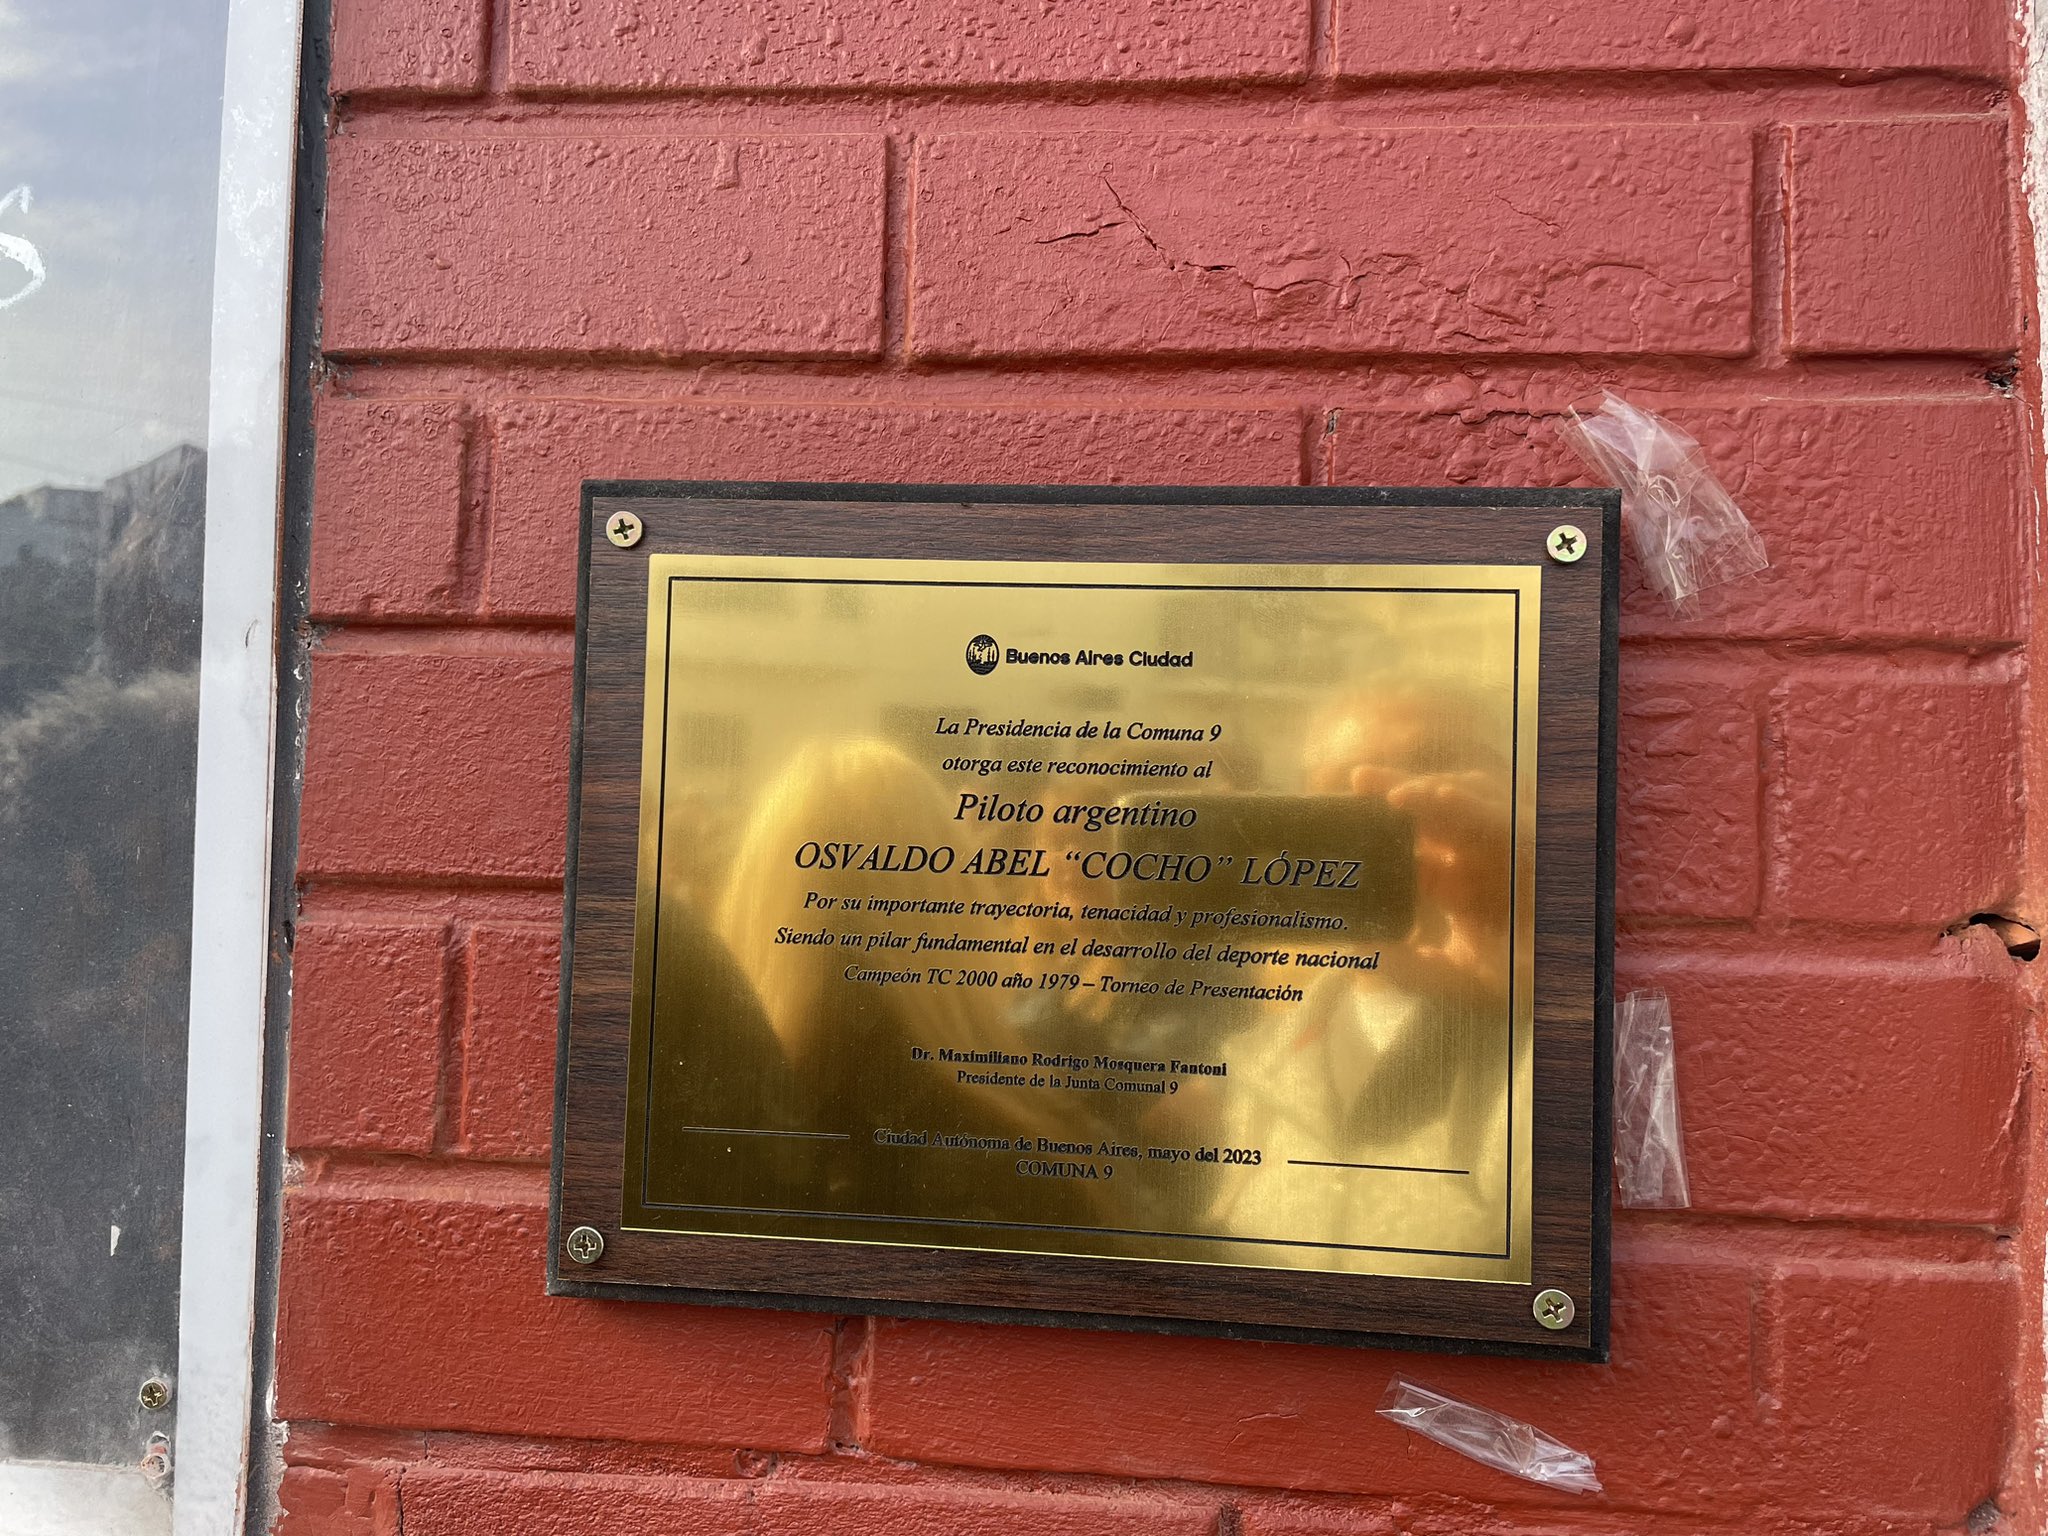 Buenos Aires Ciudad
La Presidencia de la Comuna 9
otorga este reconocimiento al
Piloto argentino
OSVALDO ABEL “COCHO” LÓPEZ
Por su importante trayectoria, tenacidad y profesionalismo.
Siendo un pilar fundamental en el desarrollo del deporte nacional
Campeón TC 2000 año 1979 – Torneo de Presentación
Dr. Maximiliano Rodrigo Mosquera Fantoni
Presidente de la Junta Comunal 9
Ciudad Autónoma de Buenos Aires, mayo del 2023
COMUNA 9